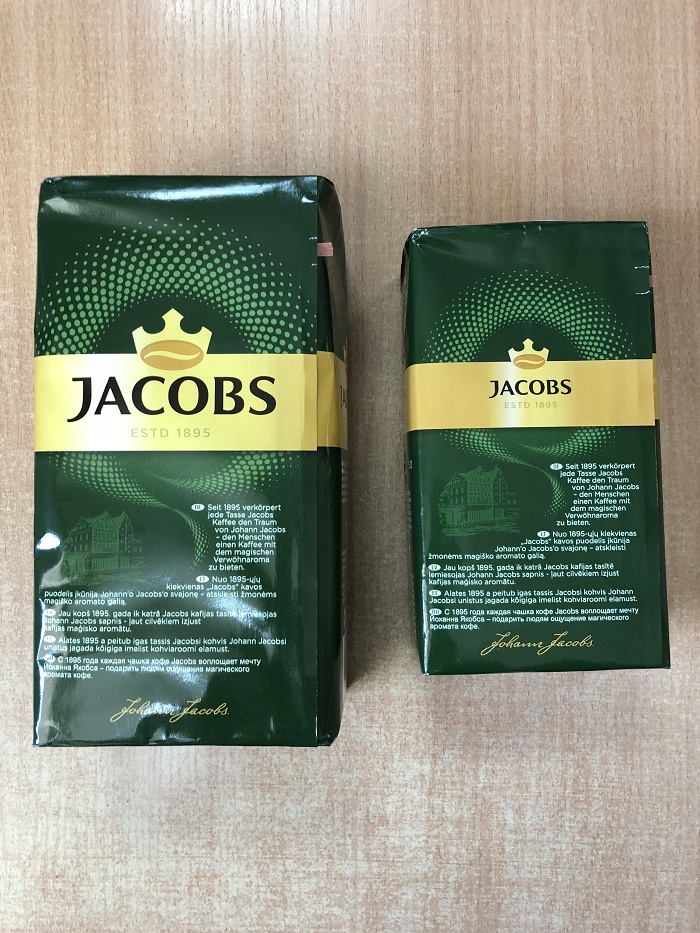 JACOBS
ESTD 1895
DE Seit 1895 verkörpert
jede Tasse Jacobs
Kaffee den Traum
von Johann Jacobs
– den Menschen
einen Kaffee mit
dem magischen
Verwöhnaroma
zu bieten.
LT Nuo 1895-ųjų
kiekvienas „Jacobs“ kavos
puodelis įkūnija Johann'o Jacobs'o svajonę – atskleisti žmonėms
magiško aromato galią.
Jau kopš 1895. gada ik katrā Jacobs kafijas tasītē iemiesojas
Johann Jacobs sapnis - ļaut cilvēkiem izjust
kafijas maģisko aromātu.
Alates 1895 a peitub igas tassis Jacobsi kohvis Johann Jacobsi
unistus jagada kõigiga imelist kohviaroomi elamust.
С 1895 года каждая чашка кофе Jacobs воплощает мечту
Йоханна Якобса – подарить людям ощущение магического
аромата кофе.
Johann Jacobs.
JACOBS
ESTD 1895
DE Seit 1895 verkörpert
jede Tasse Jacobs
Kaffee den Traum
von Johann Jacobs
– den Menschen
einen Kaffee mit
dem magischen
Verwöhnaroma
zu bieten.
LT Nuo 1895-ųjų kiekvienas
„Jacobs“ kavos puodelis įkūnija
Johann'o Jacobs'o svajonę – atskleisti
žmonėms magiško aromato galią.
LV Jau kopš 1895. gada ik katrā Jacobs kafijas tasītē
iemiesojas Johann Jacobs sapnis - ļaut cilvēkiem izjust
kafijas maģisko aromātu.
EE Alates 1895 a peitub igas tassis Jacobsi kohvis Johann
Jacobsi unistus jagada kõigiga imelist kohviaroomi elamust.
RU С 1895 года каждая чашка кофе Jacobs воплощает мечту
Йоханна Якобса – подарить людям ощущение магического
аромата кофе.
Johann Jacobs.